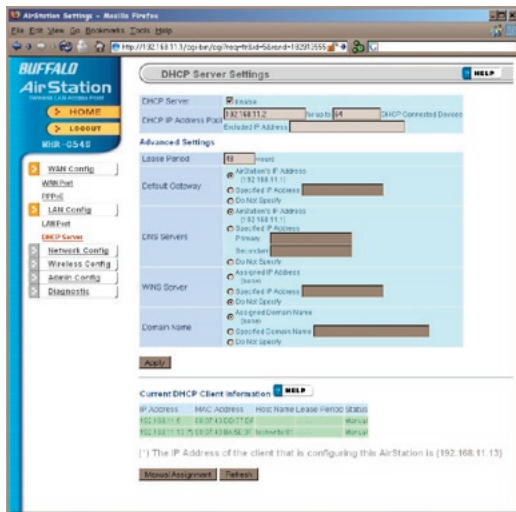 AirStation Settings - Mozilla Firefox
File Edit View Go Bookmarks Tools Help
BUFFALO
AirStation
Wireless LAN Access Point
HOME
LOGOUT
WHR-G54S
WAN Config
WAN Port
PPPoE
LAN Config
LAN Port
DHCP Server
Network Config
Wireless Config
Admin Config
Diagnostic
DHCP Server Settings
HELP
DHCP Server Enable
DHCP IP Address Pool 192.168.11.2 for up to 64 DHCP Connected Devices
Excluded IP Address
Advanced Settings
Lease Period 48 Hours
Default Gateway
AirStation's IP Address
(192.168.11.1)
Specified IP Address
Do Not Specify
DNS Servers
AirStation's IP Address
(192.168.11.1)
Specified IP Address
Primary
Secondary
Do Not Specify
WINS Server
Assigned IP Address
(none)
Specified IP Address
Do Not Specify
Domain Name
Assigned Domain Name
(none)
Specified Domain Name
Do Not Specify
Apply
Current DHCP Client Information HELP
IP Address MAC Address Host Name Lease Period Status
Manual
Manual
(*) The IP Address of the client that is configuring this AirStation is (192.168.11.13)
Manual Assignment Refresh